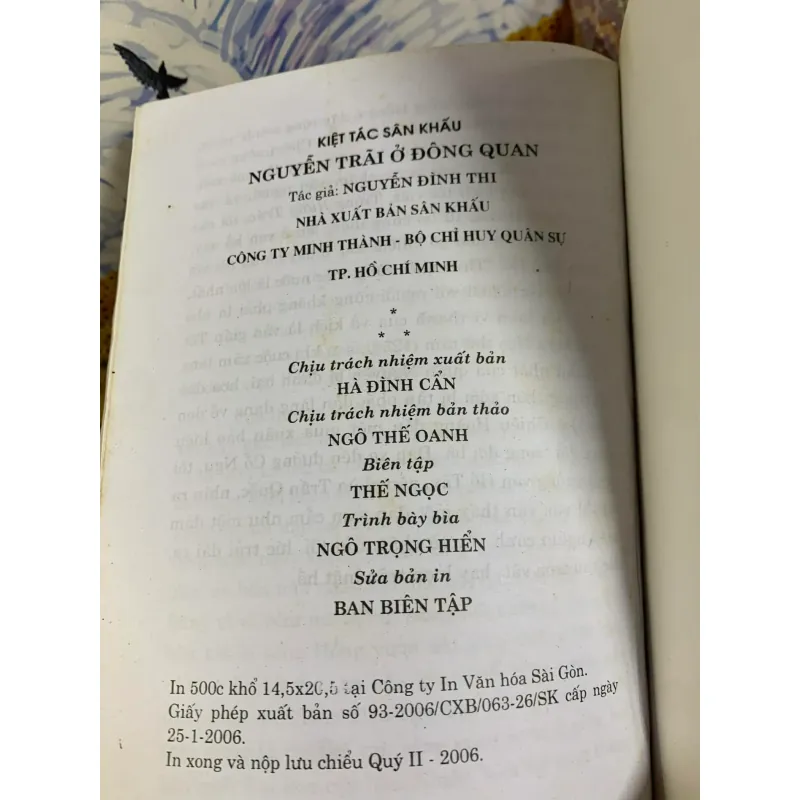 KIỆT TÁC SÂN KHẤU
NGUYỄN TRÃI Ở ĐÔNG QUAN
Tác giả: NGUYỄN ĐÌNH THI
NHÀ XUẤT BẢN SÂN KHẤU
CÔNG TY MINH THÀNH - BỘ CHỈ HUY QUÂN SỰ
TP. HỒ CHÍ MINH
*
* *
Chịu trách nhiệm xuất bản
HÀ ĐÌNH CẨN
Chịu trách nhiệm bản thảo
NGÔ THẾ OANH
Biên tập
THẾ NGỌC
Trình bày bìa
NGÔ TRỌNG HIỂN
Sửa bản in
BAN BIÊN TẬP
In 500c khổ 14,5x20,5 tại Công ty In Văn hóa Sài Gòn.
Giấy phép xuất bản số 93-2006/CXB/063-26/SK cấp ngày
25-1-2006.
In xong và nộp lưu chiểu Quý II - 2006.